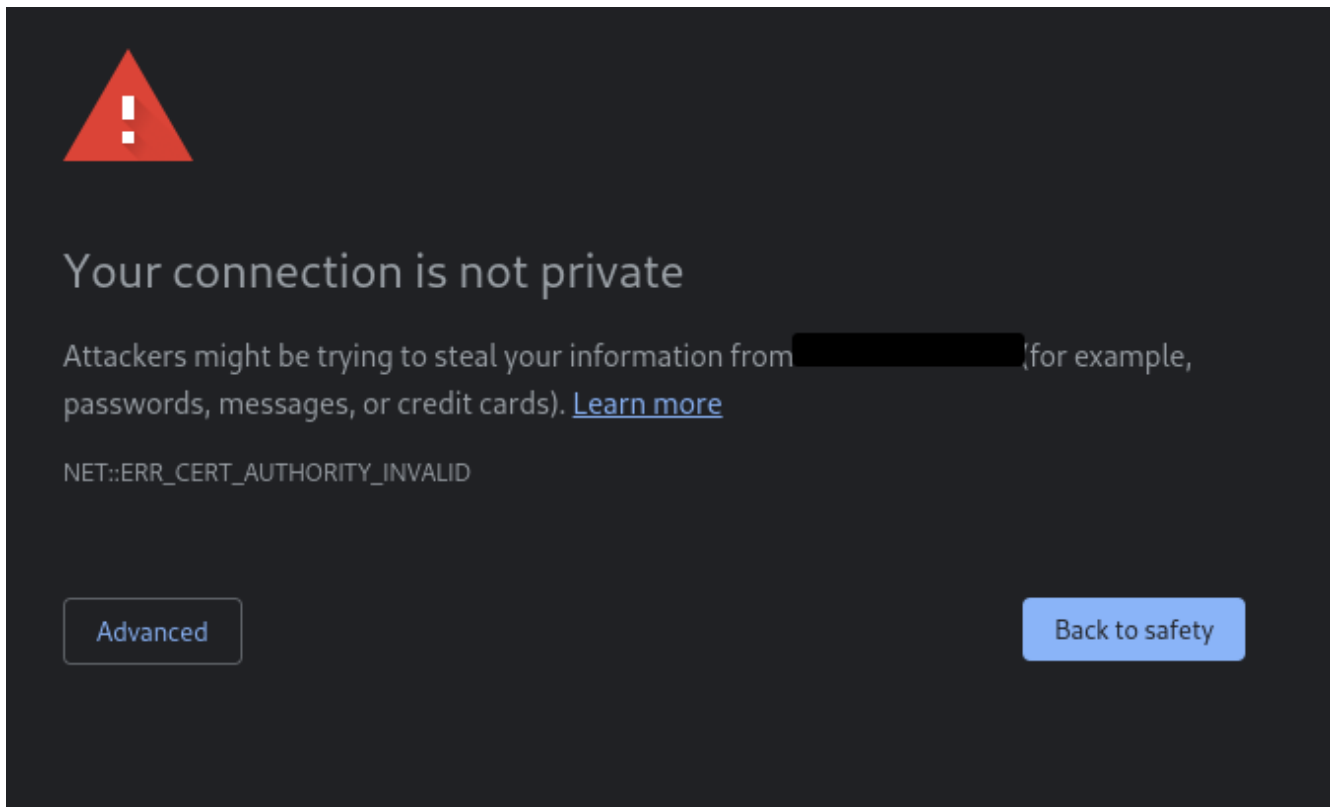 Your connection is not private
Attackers might be trying to steal your information from (for example,
passwords, messages, or credit cards). Learn more
NET::ERR_CERT_AUTHORITY_INVALID
Advanced
Back to safety